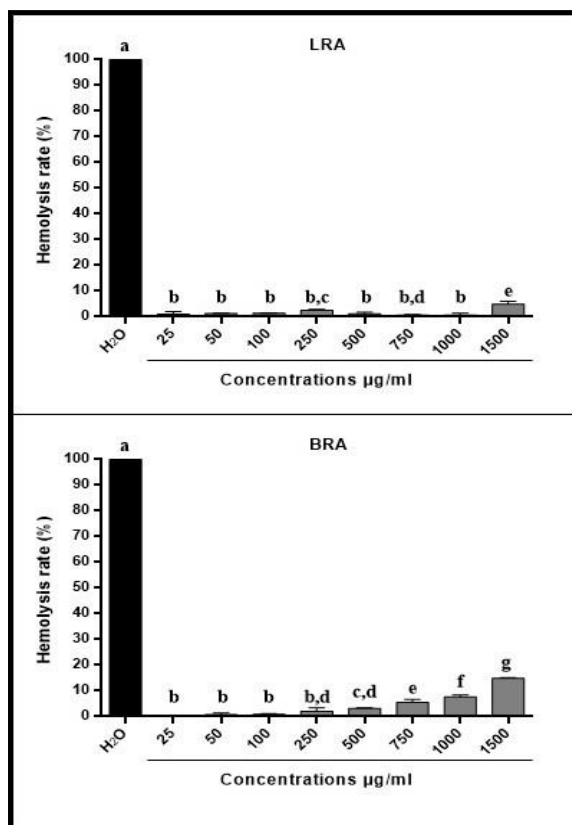 LRA
a
100
90
80
70
60
50
40
30
20
10
0
Hemolysis rate (%)
b b b b,c b b,d b e
H₂O 25 50 100 250 500 750 1000 1500
Concentrations µg/ml
BRA
a
100
90
80
70
60
50
40
30
20
10
0
Hemolysis rate (%)
b b b b,d c,d e f g
H₂O 25 50 100 250 500 750 1000 1500
Concentrations µg/ml